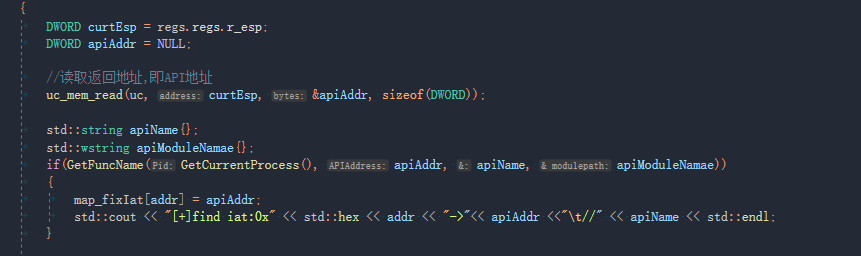 {
DWORD curtEsp = regs.regs.r_esp;
DWORD apiAddr = NULL;
//读取返回地址,即API地址
uc_mem_read(uc, address: curtEsp, bytes: &apiAddr, sizeof(DWORD));
std::string apiName{};
std::wstring apiModuleNamae{};
if(GetFuncName(Pid: GetCurrentProcess(), APIAddress: apiAddr, &: apiName, & modulepath: apiModuleNamae))
{
map_fixIat[addr] = apiAddr;
std::cout << "[+]find iat:0x" << std::hex << addr << "->"<< apiAddr <<"\t//" << apiName << std::endl;
}